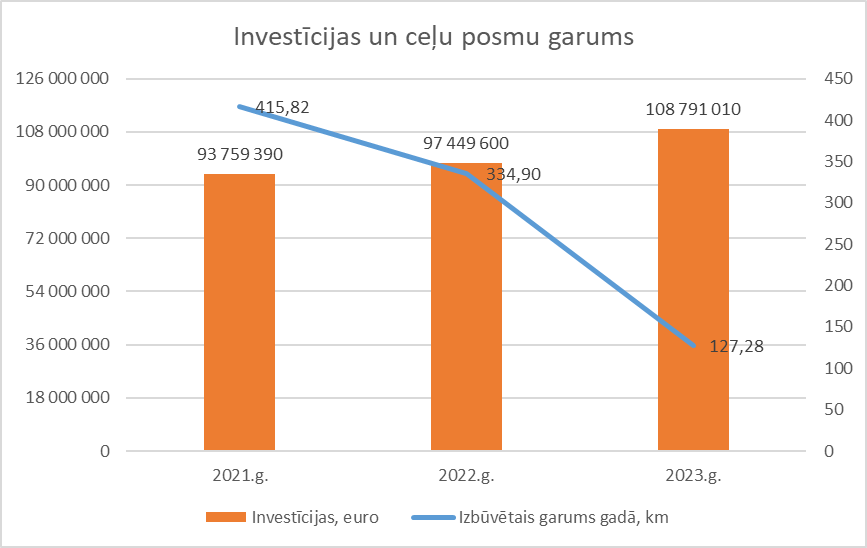 Investīcijas un ceļu posmu garums
126 000 000
108 000 000
90 000 000
72 000 000
54 000 000
36 000 000
18 000 000
0
93 759 390
97 449 600
108 791 010
415,82
334,90
127,28
450
400
350
300
250
200
150
100
50
0
2021.g.
2022.g.
2023.g.
Investīcijas, euro
Izbūvētais garums gadā, km